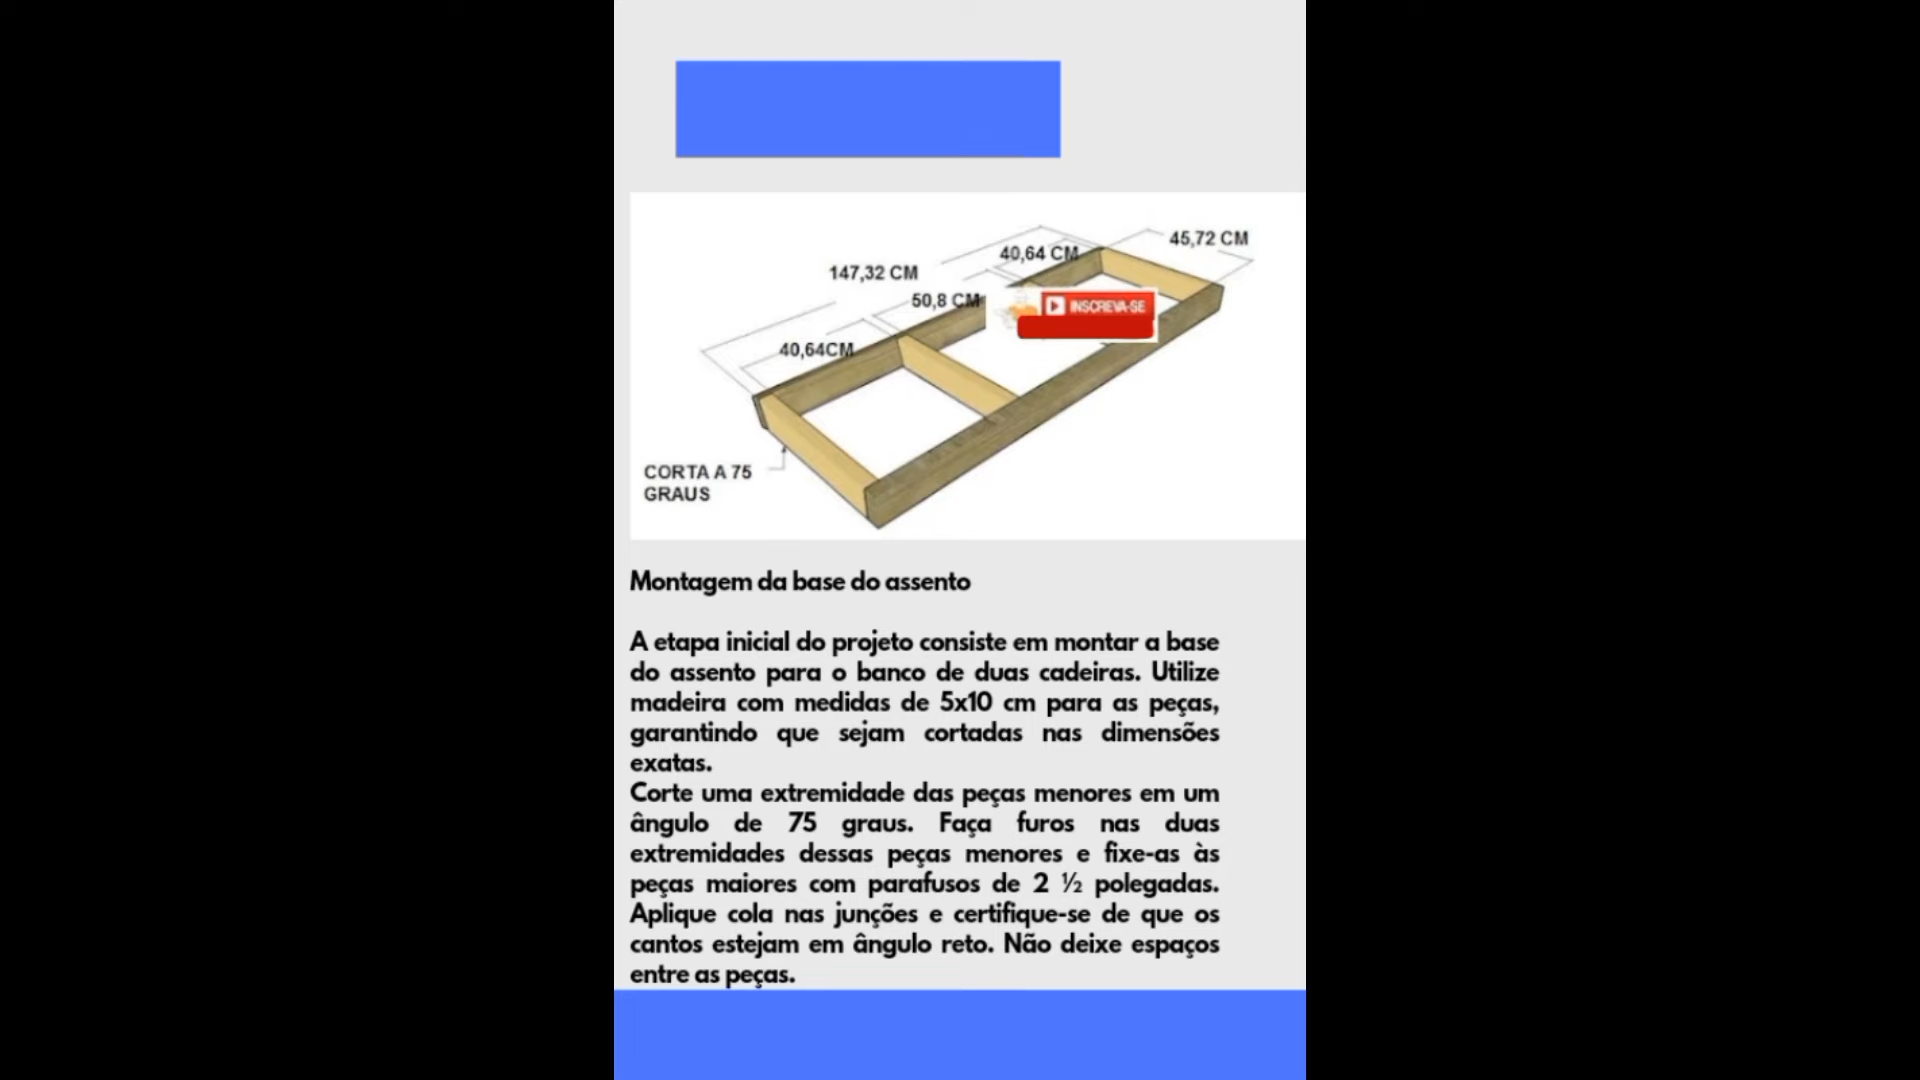 45,72 CM
40,64 CM
147,32 CM
50,8 CM
INSCREVA-SE
40,64CM
CORTA A 75
GRAUS
Montagem da base do assento
A etapa inicial do projeto consiste em montar a base
do assento para o banco de duas cadeiras. Utilize
madeira com medidas de 5x10 cm para as peças,
garantindo que sejam cortadas nas dimensões
exatas.
Corte uma extremidade das peças menores em um
ângulo de 75 graus. Faça furos nas duas
extremidades dessas peças menores e fixe-as às
peças maiores com parafusos de 2 ½ polegadas.
Aplique cola nas junções e certifique-se de que os
cantos estejam em ângulo reto. Não deixe espaços
entre as peças.